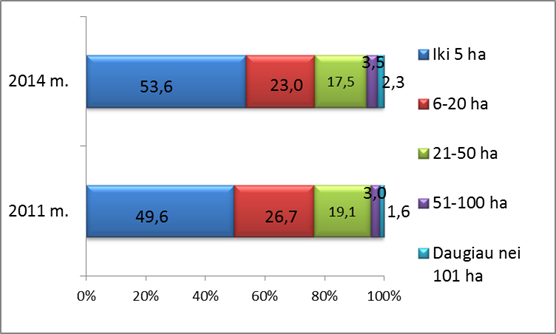 2014 m.
53,6 23,0 17,5 3,5 2,3
2011 m.
49,6 26,7 19,1 3,0 1,6
0% 20% 40% 60% 80% 100%
Iki 5 ha
6-20 ha
21-50 ha
51-100 ha
Daugiau nei
101 ha